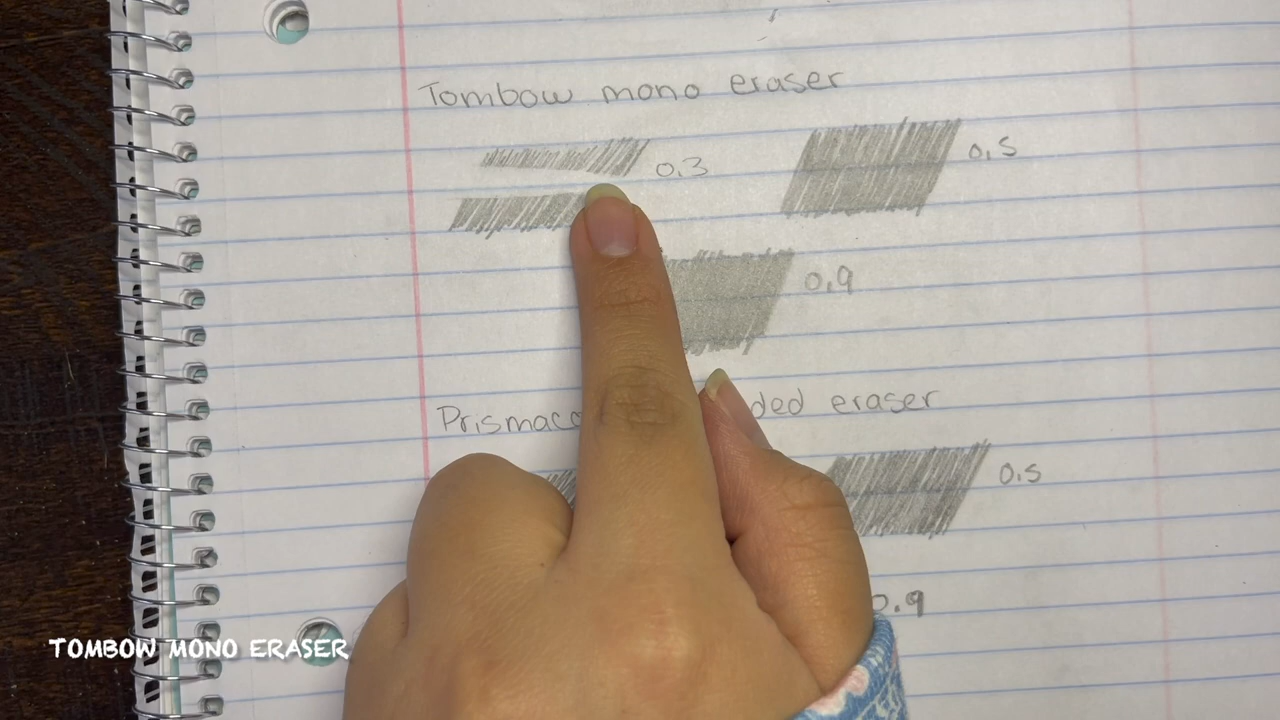 Tombow mono eraser
0.3
0.5
0.9
ded eraser
0.5
0.9
TOMBOW MONO ERASER